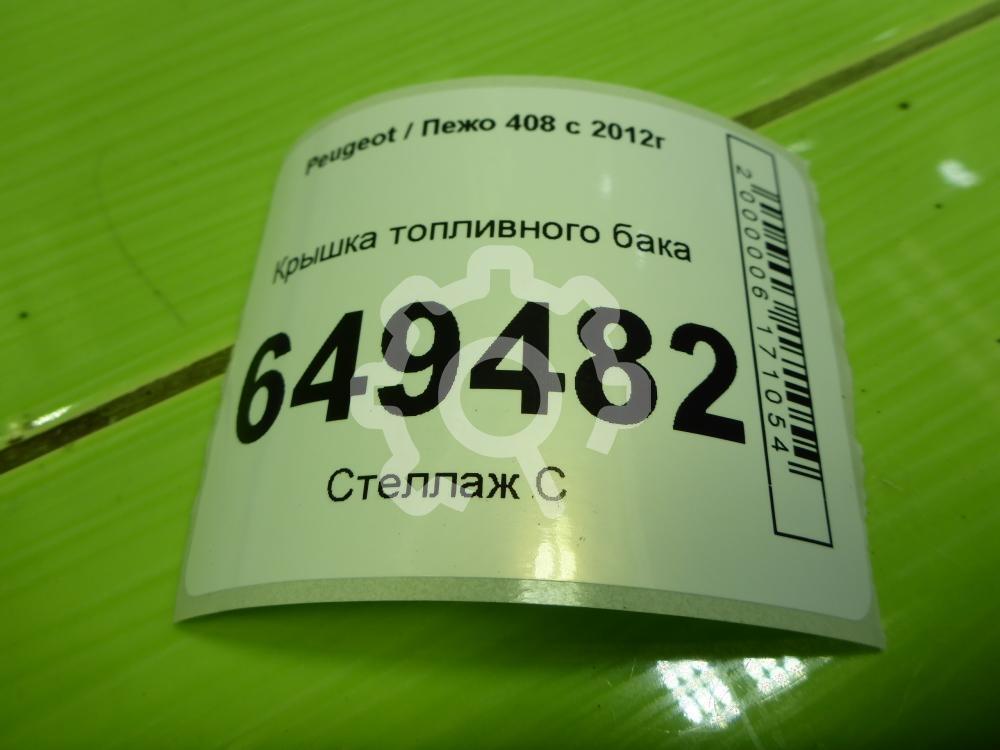 Peugeot / Пежо 408 с 2012г
Крышка топливного бака
649482
Стеллаж С
2000006171054